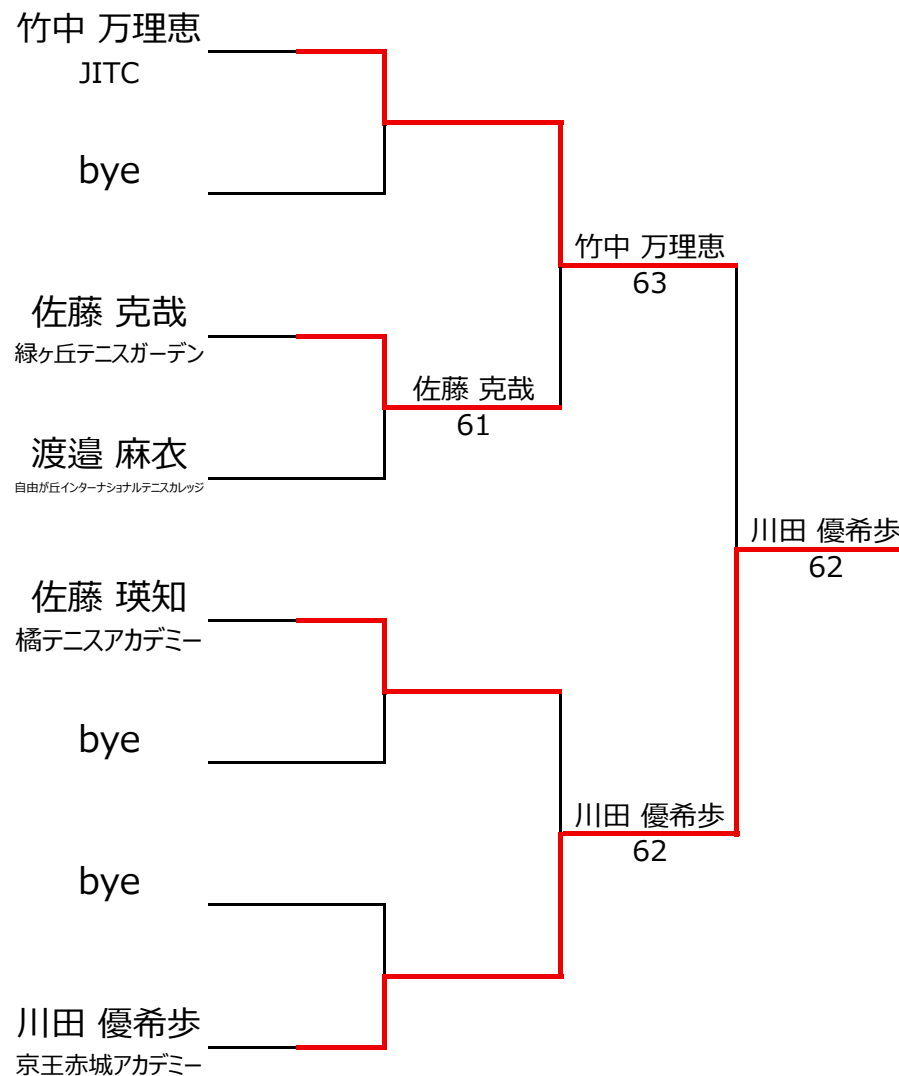 竹中 万理恵
JITC
bye
竹中 万理恵
63
佐藤 克哉
緑ヶ丘テニスガーデン
佐藤 克哉
61
渡邉 麻衣
自由が丘インターナショナルテニスカレッジ
川田 優希歩
62
佐藤 瑛知
橘テニスアカデミー
bye
川田 優希歩
62
bye
川田 優希歩
京王赤城アカデミー